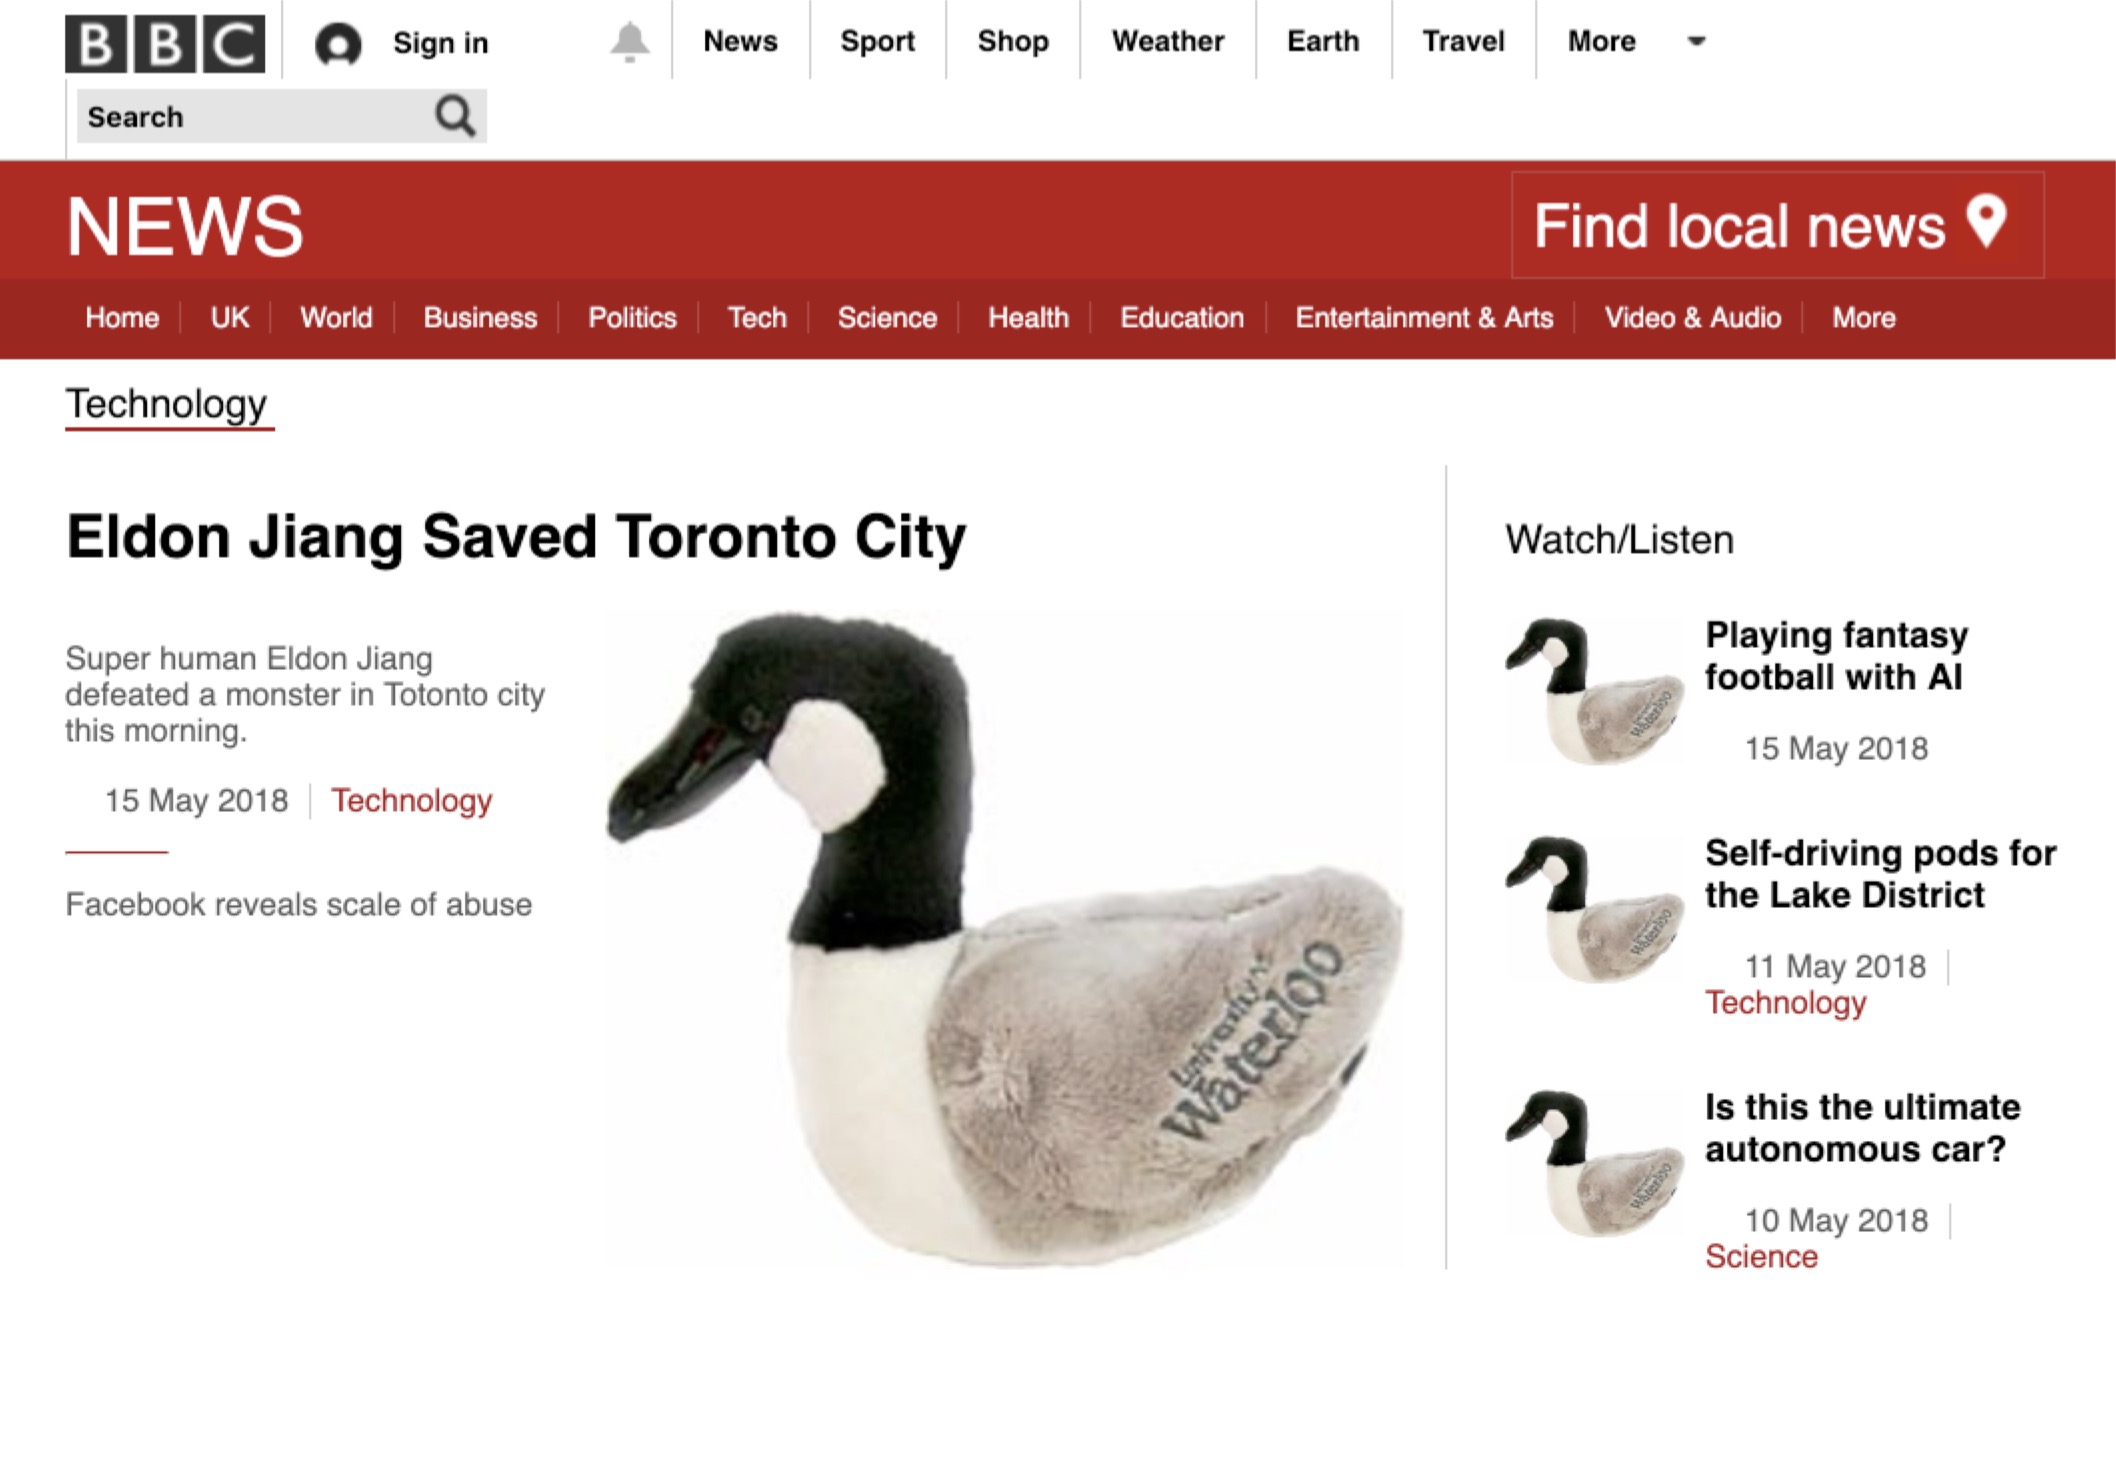 BBC
Sign in
News
Sport
Shop
Weather
Earth
Travel
More
Search
NEWS
Find local news
Home
UK
World
Business
Politics
Tech
Science
Health
Education
Entertainment & Arts
Video & Audio
More
Technology
Eldon Jiang Saved Toronto City
Super human Eldon Jiang
defeated a monster in Totonto city
this morning.
15 May 2018
Technology
Facebook reveals scale of abuse
University of
Waterloo
Watch/Listen
Waterloo
Playing fantasy
football with AI
15 May 2018
Waterloo
Self-driving pods for
the Lake District
11 May 2018
Technology
Waterloo
Is this the ultimate
autonomous car?
10 May 2018
Science